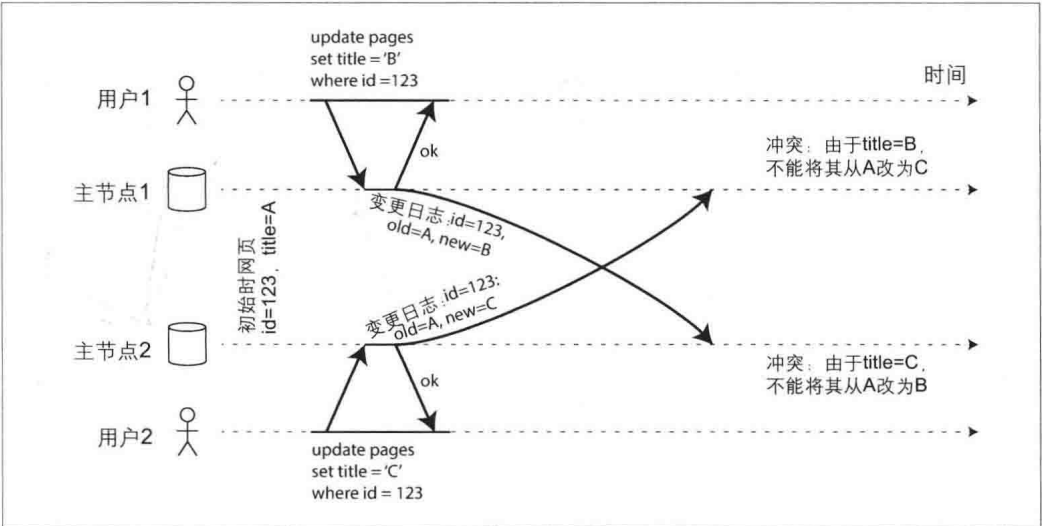 update pages
set title = ‘B’
where id =123
时间
用户1
ok
冲突：由于title=B,
不能将其从A改为C
主节点1
变更日志:id=123,
old=A, new=B
初始时网页
id=123，title=A
变更日志:id=123:
old=A, new=C
主节点2
冲突：由于title=C,
不能将其从A改为B
ok
用户2
update pages
set title = ‘C’
where id = 123